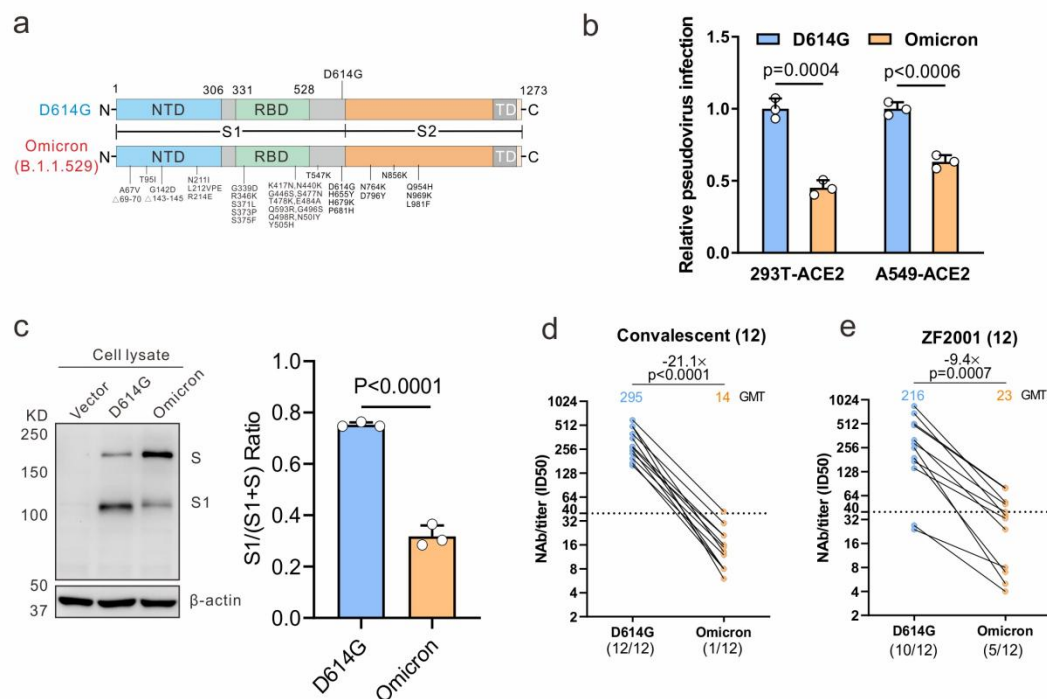 a
D614G
1 306 331 528 1273
D614G N- NTD RBD TD -C
S1 S2
Omicron
(B.1.1.529)
N- NTD RBD TD -C
A67V
△69-70
T95I
G142D
△143-145
N211I
L212VPE
R214E
G339D
R346K
S371L
S373P
S375F
K417N,N440K
G446S,S477N
T478K,E484A
Q593R,G496S
Q498R,N50IY
Y505H
T547K
D614G
H655Y
H679K
P681H
N764K
D796Y
N856K
Q954H
N969K
L981F
b
D614G Omicron
p=0.0004 p<0.0006
Relative pseudovirus infection
1.5
1.0
0.5
0.0
293T-ACE2 A549-ACE2
c
Cell lysate
Vector D614G Omicron
KD
250
150
100
50
37
S
S1
β-actin
P<0.0001
S1/(S1+S) Ratio
1.0
0.8
0.6
0.4
0.2
0.0
D614G Omicron
d
Convalescent (12)
-21.1×
p<0.0001
295 14 GMT
NAb/titer (ID50)
1024
512
256
128
64
40
32
16
8
4
2
D614G Omicron
(12/12) (1/12)
e
ZF2001 (12)
-9.4×
p=0.0007
216 23 GMT
NAb/titer (ID50)
1024
512
256
128
64
40
32
16
8
4
2
D614G Omicron
(10/12) (5/12)